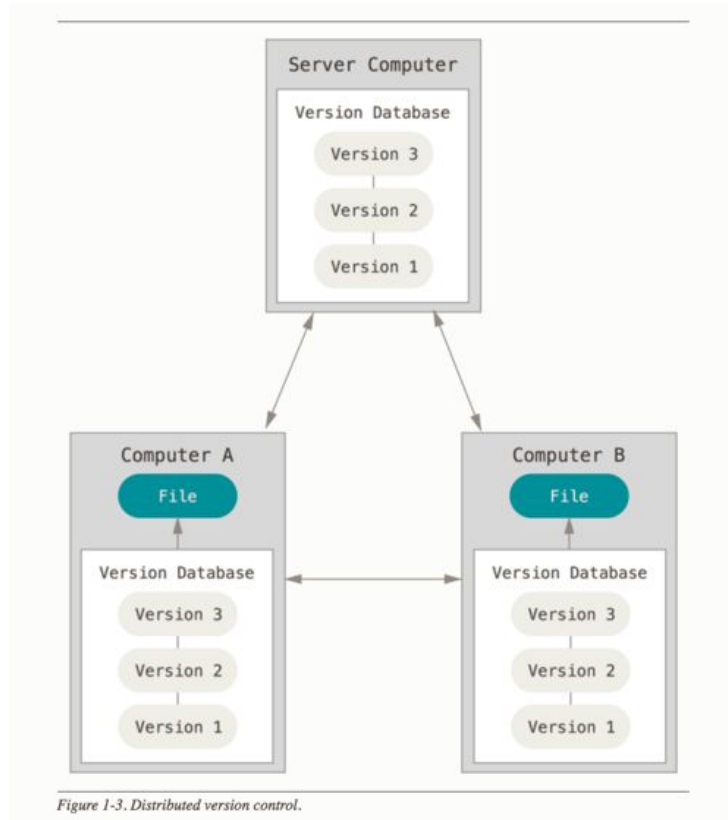 Server Computer
Version Database
Version 3
Version 2
Version 1
Computer A
File
Version Database
Version 3
Version 2
Version 1
Computer B
File
Version Database
Version 3
Version 2
Version 1
Figure 1-3. Distributed version control.